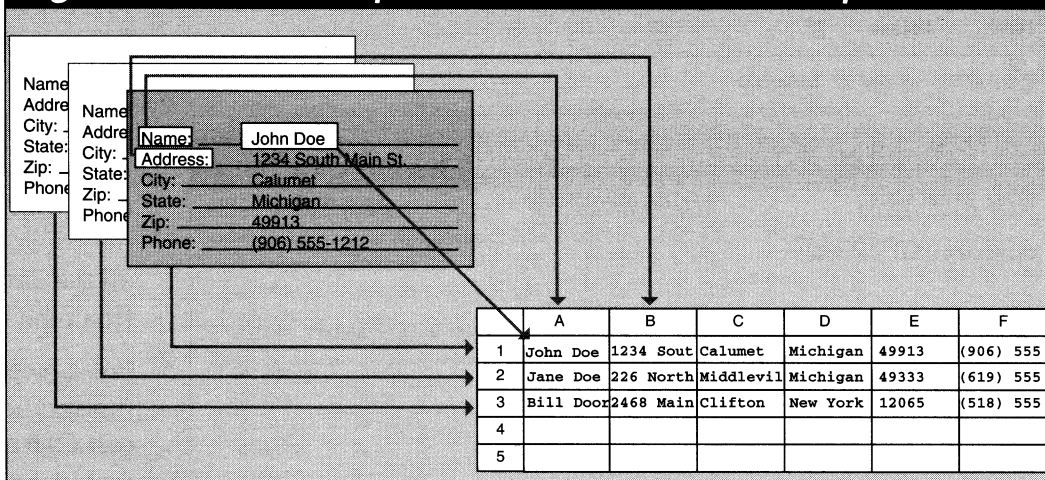 Name
Addre
City:
State:
Zip:
Phone
Name
Addre
City:
State:
Zip:
Phone
Name: John Doe
Address: 1234 South Main St.
City: Calumet
State: Michigan
Zip: 49913
Phone: (906) 555-1212
A B C D E F
1 John Doe 1234 Sout Calumet Michigan 49913 (906) 555
2 Jane Doe 226 North Middlevil Michigan 49333 (619) 555
3 Bill Door 2468 Main Clifton New York 12065 (518) 555
4
5